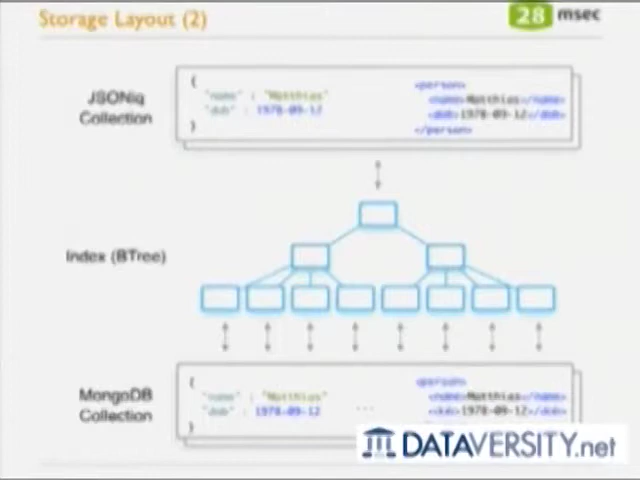 Storage Layout (2)
28 msec
JSONiq
Collection
{
"name" : "Matthias"
"dob" : 1978-09-12
}
<person>
<name>Matthias</name>
<dob>1978-09-12</dob>
</person>
Index (BTree)
MongoDB
Collection
{
"name" : "Matthias"
"dob" : 1978-09-12
}
...
<person>
<name>Matthias</name>
<dob>1978-09-12</dob>
DATAVERSITY.net